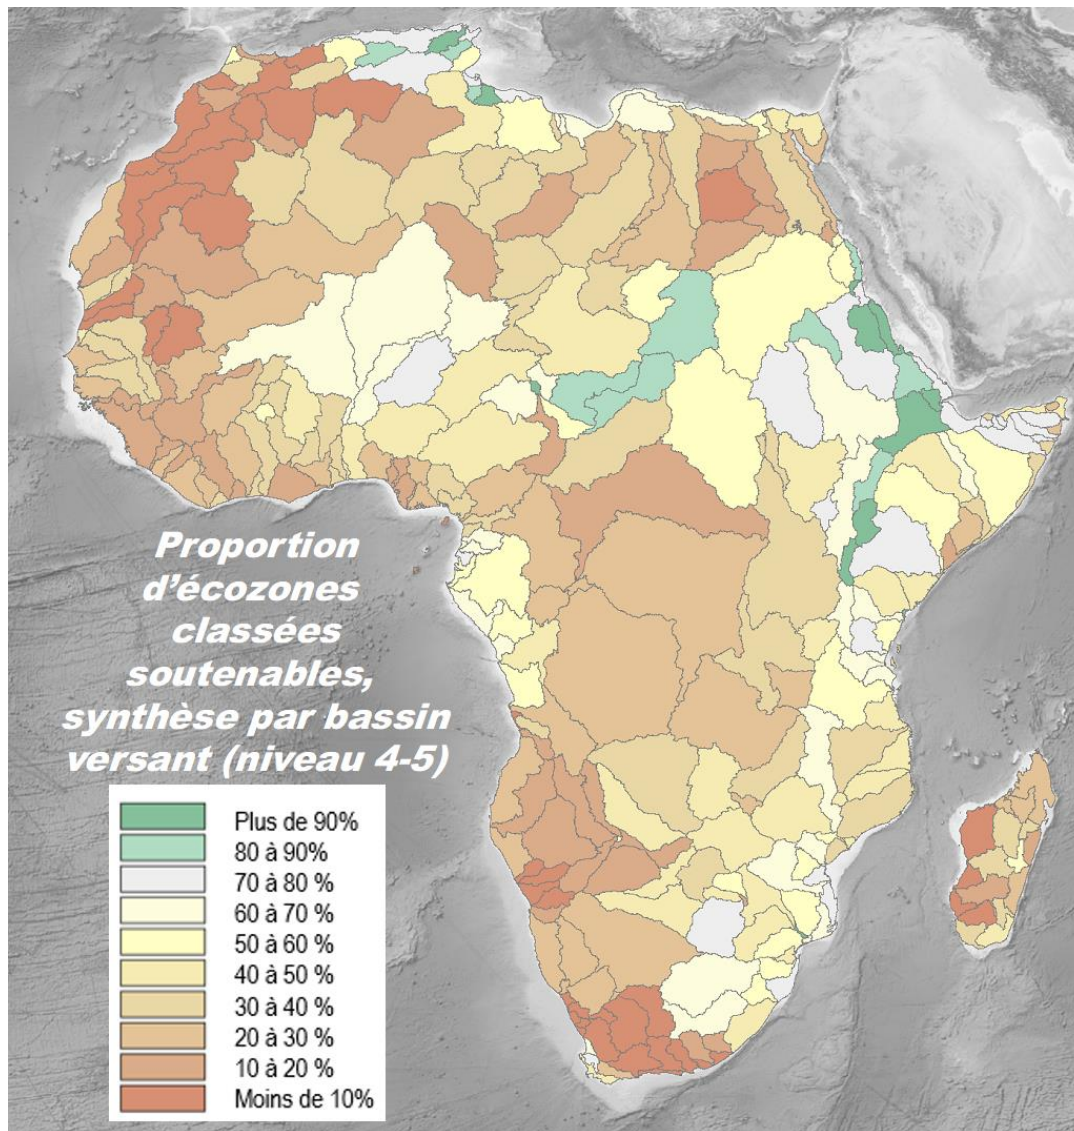 Proportion
d’écozones
classées
soutenables,
synthèse par bassin
versant (niveau 4-5)
Plus de 90%
80 à 90%
70 à 80 %
60 à 70 %
50 à 60 %
40 à 50 %
30 à 40 %
20 à 30 %
10 à 20 %
Moins de 10%